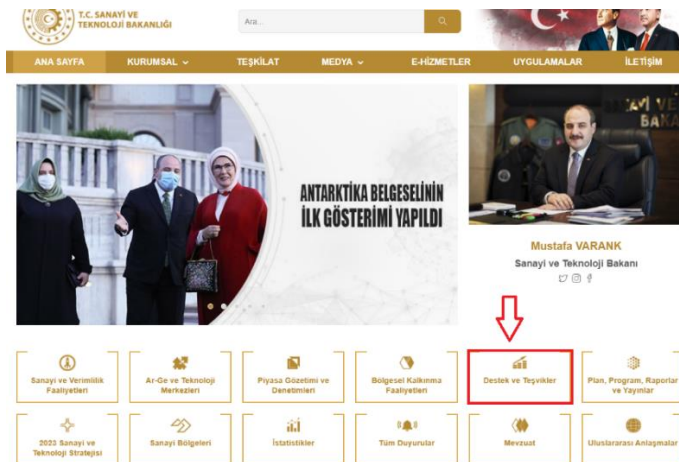 T.C. SANAYİ VE
TEKNOLOJİ BAKANLIĞI
Ara...
ANA SAYFA
KURUMSAL
TEŞKİLAT
MEDYA
E-HİZMETLER
UYGULAMALAR
İLETİŞİM
ANTARKTİKA BELGESELİNİN
İLK GÖSTERİMİ YAPILDI
Mustafa VARANK
Sanayi ve Teknoloji Bakanı
Sanayi ve Verimlilik
Faaliyetleri
Ar-Ge ve Teknoloji
Merkezleri
Piyasa Gözetimi ve
Denetimleri
Bölgesel Kalkınma
Faaliyetleri
Destek ve Teşvikler
Plan, Program, Raporlar
ve Yayınlar
2023 Sanayi ve
Teknoloji Stratejisi
Sanayi Bölgeleri
İstatistikler
Tüm Duyurular
Mevzuat
Uluslararası Anlaşmalar